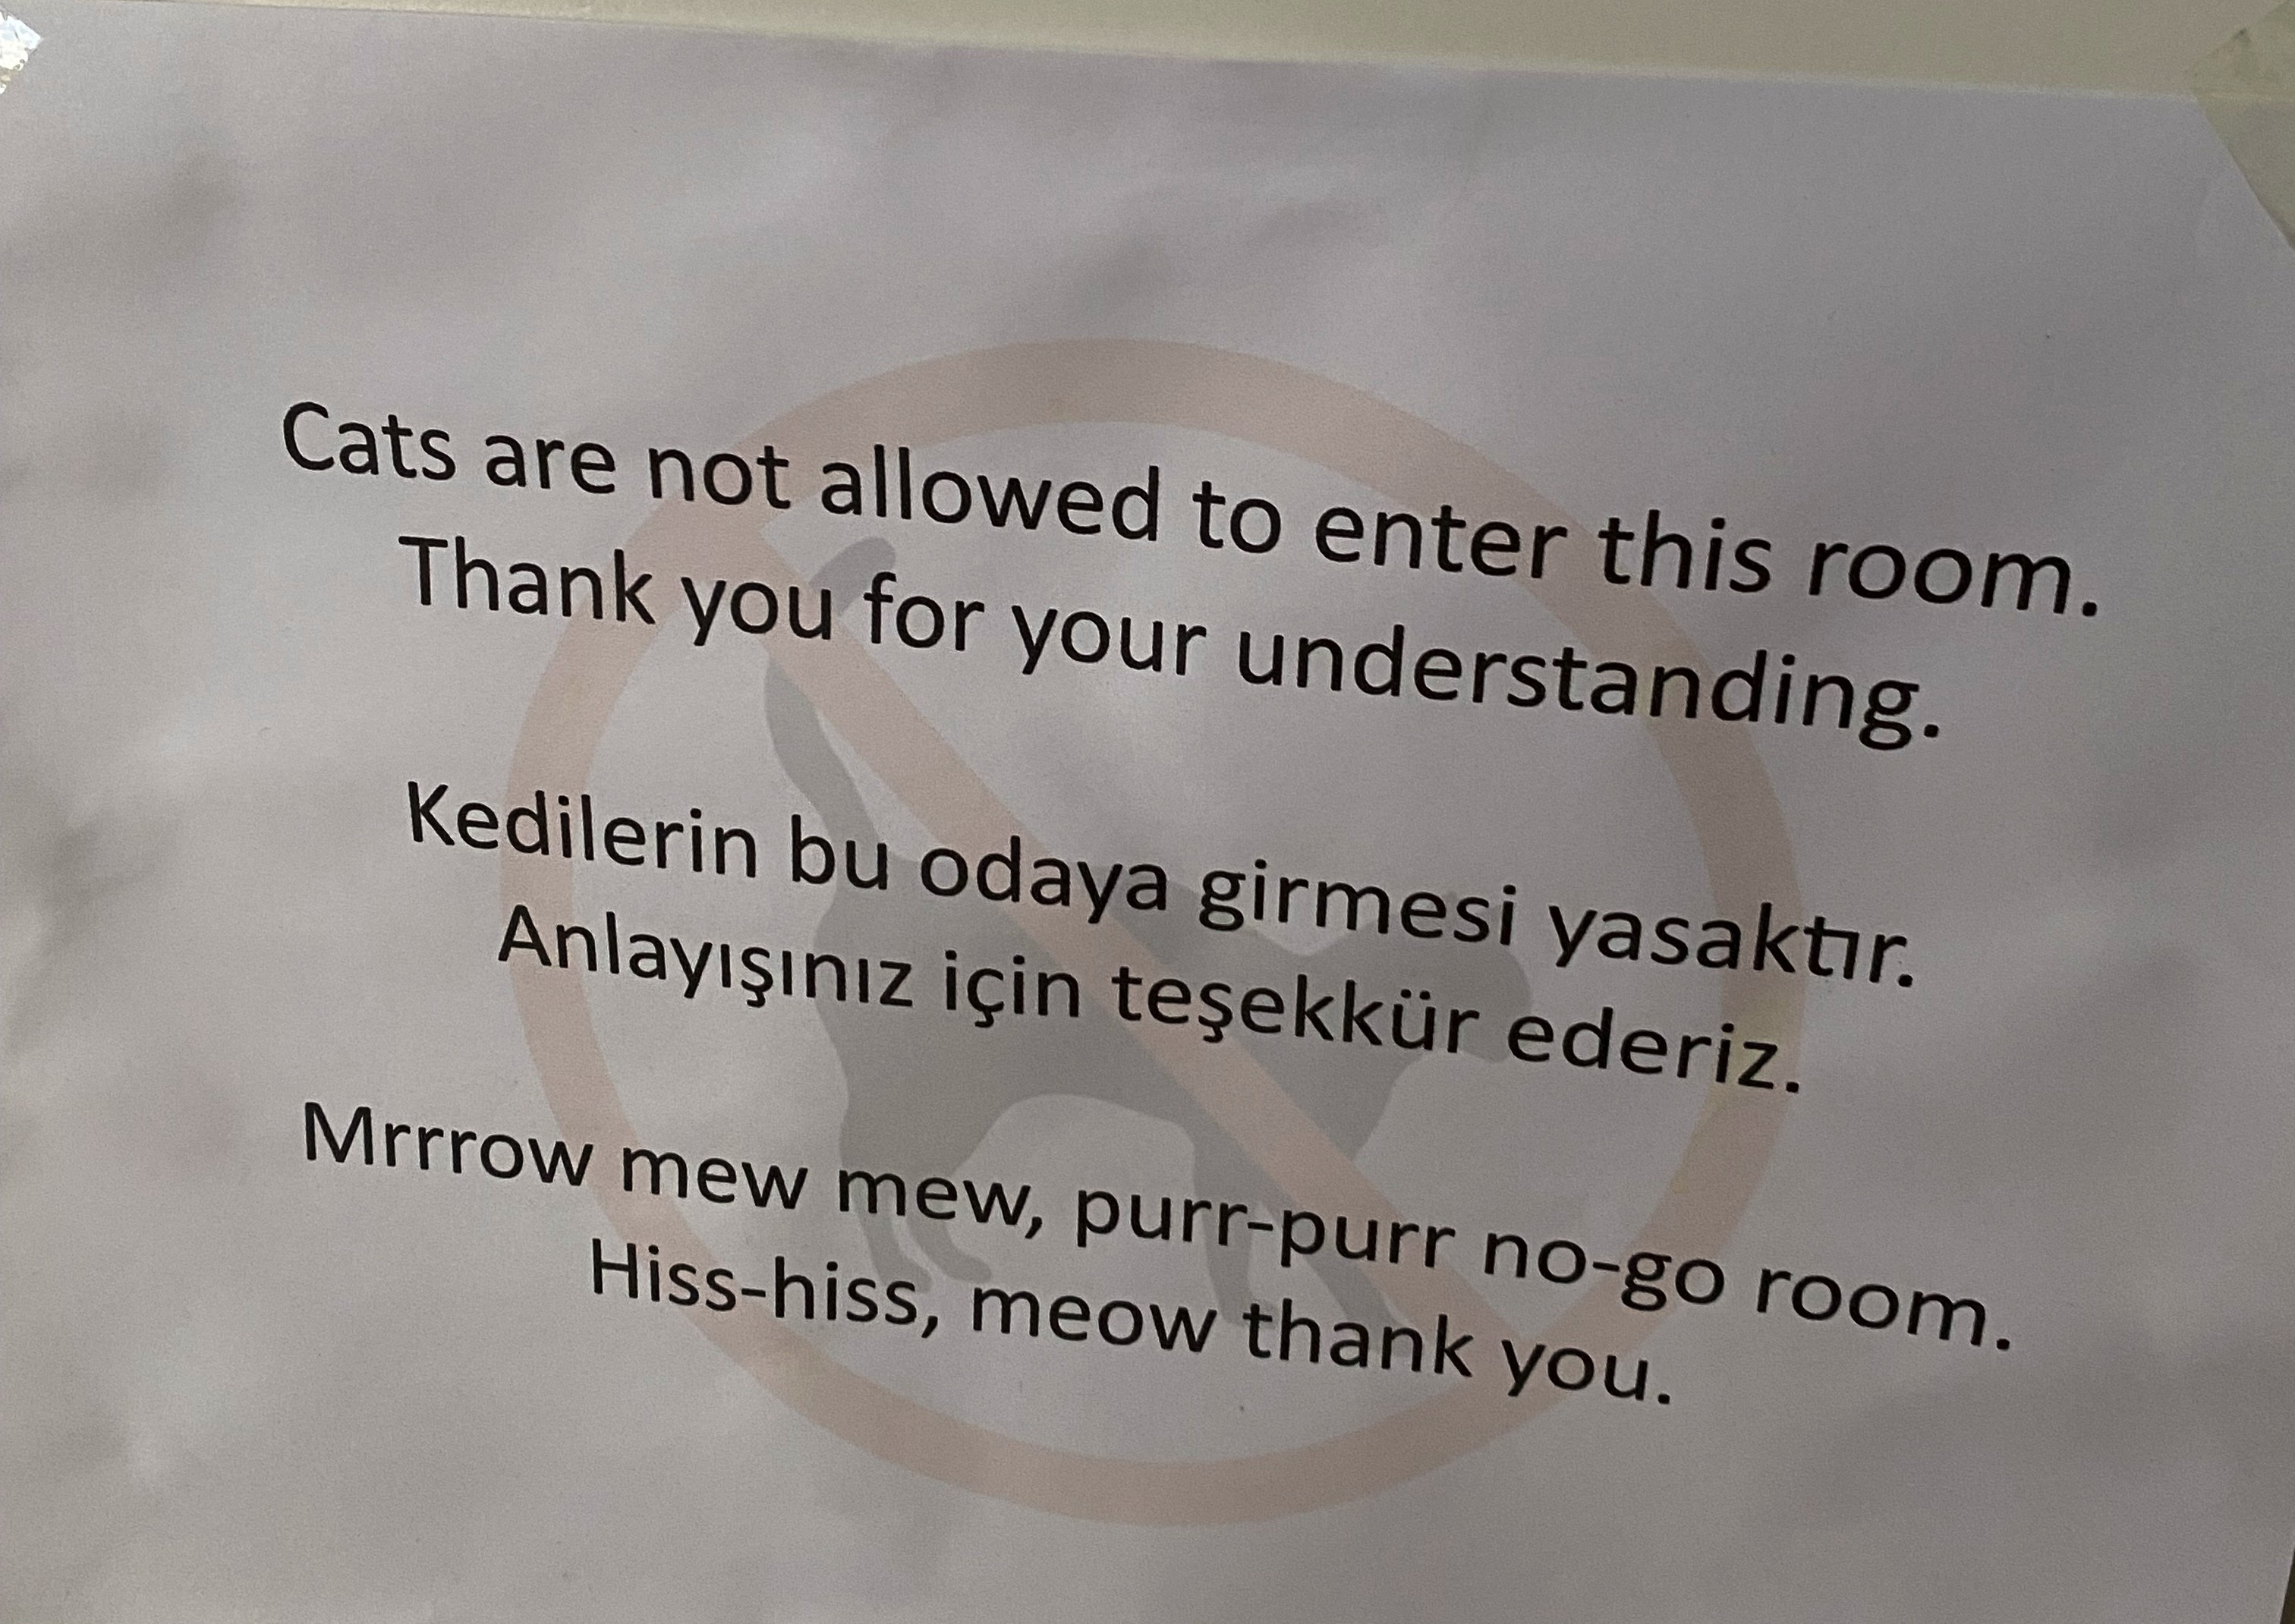 Cats are not allowed to enter this room.
Thank you for your understanding.
Kedilerin bu odaya girmesi yasaktır.
Anlayışınız için teşekkür ederiz.
Mrrrow mew mew, purr-purr no-go room.
Hiss-hiss, meow thank you.